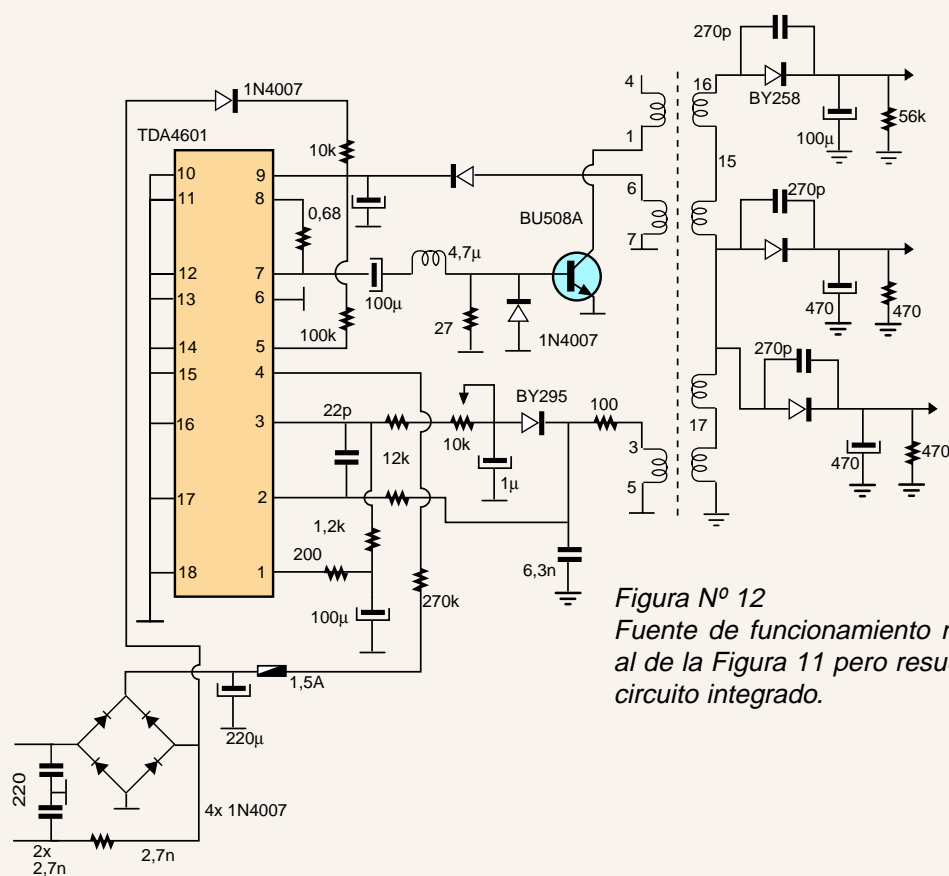 270p
4
16
1N4007
BY258
56k
TDA4601
1
100µ
10k
15
10
9
6
270p
11
8
0,68
BU508A
7
4,7µ
12
7
13
6
100µ
470
470
100k
27
1N4007
14
5
270p
15
4
BY295
22p
100
16
3
17
10k
3
470
12k
470
1µ
17
2
5
1,2k
200
6,3n
18
1
270k
100µ
Figura Nº 12
Fuente de funcionamiento
al de la Figura 11 pero
circuito integrado.
1,5A
220µ
220
4x 1N4007
2x
2,7n
2,7n